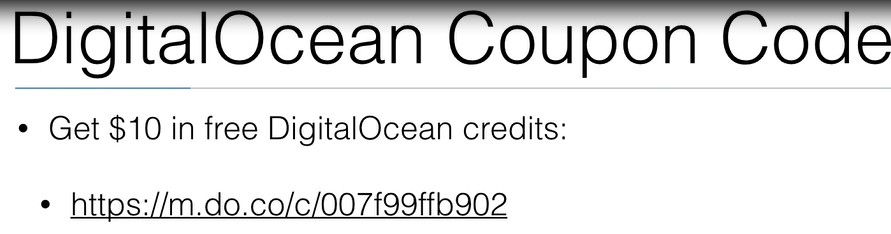 DigitalOcean Coupon Code
• Get $10 in free DigitalOcean credits:
• https://m.do.co/c/007f99ffb902